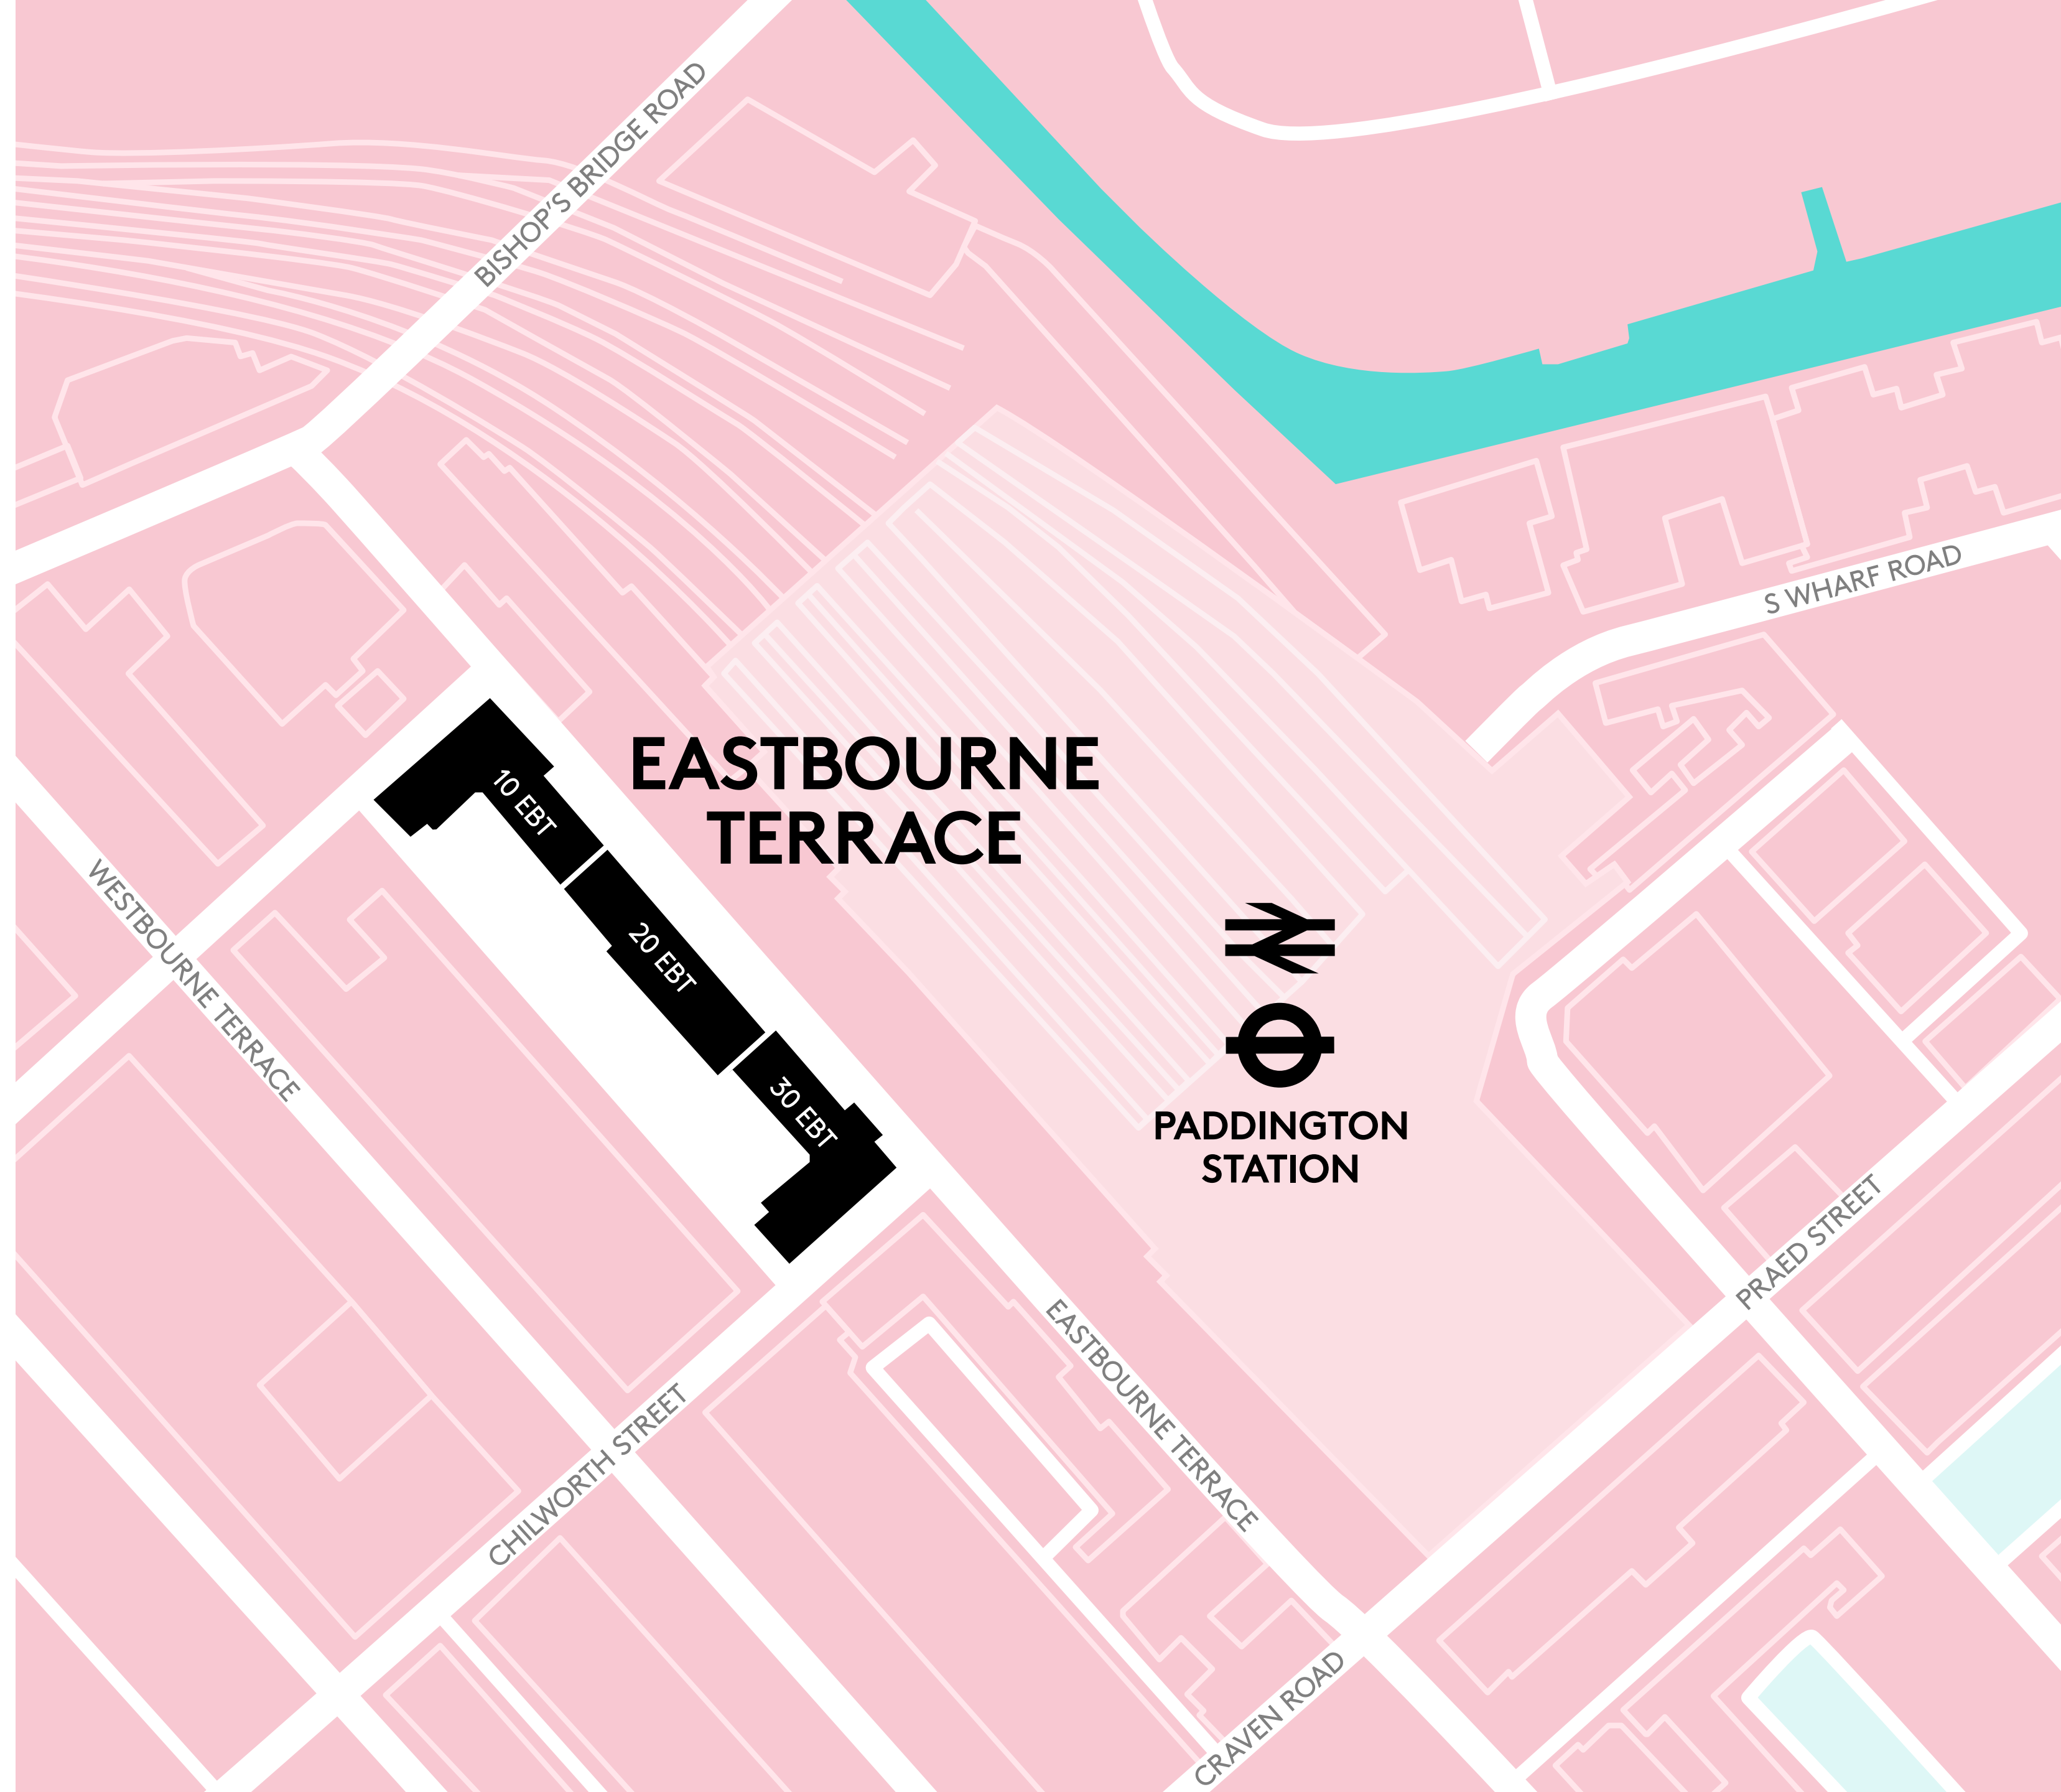 BISHOP'S BRIDGE ROAD
S WHARF ROAD
EASTBOURNE
TERRACE
10 EBT
20 EBT
30 EBT
WESTBOURNE TERRACE
PADDINGTON
STATION
PRAED STREET
EASTBOURNE TERRACE
CHILWORTH STREET
CRAVEN ROAD